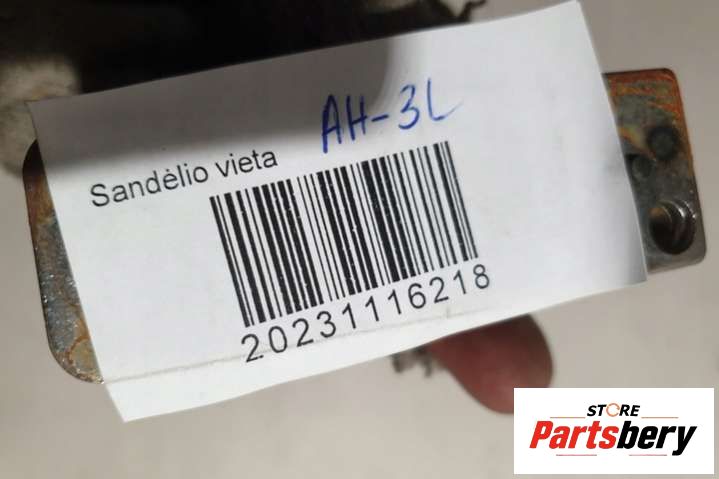 AH-3L
Sandėlio vieta
20231116218
STORE
Partsbery